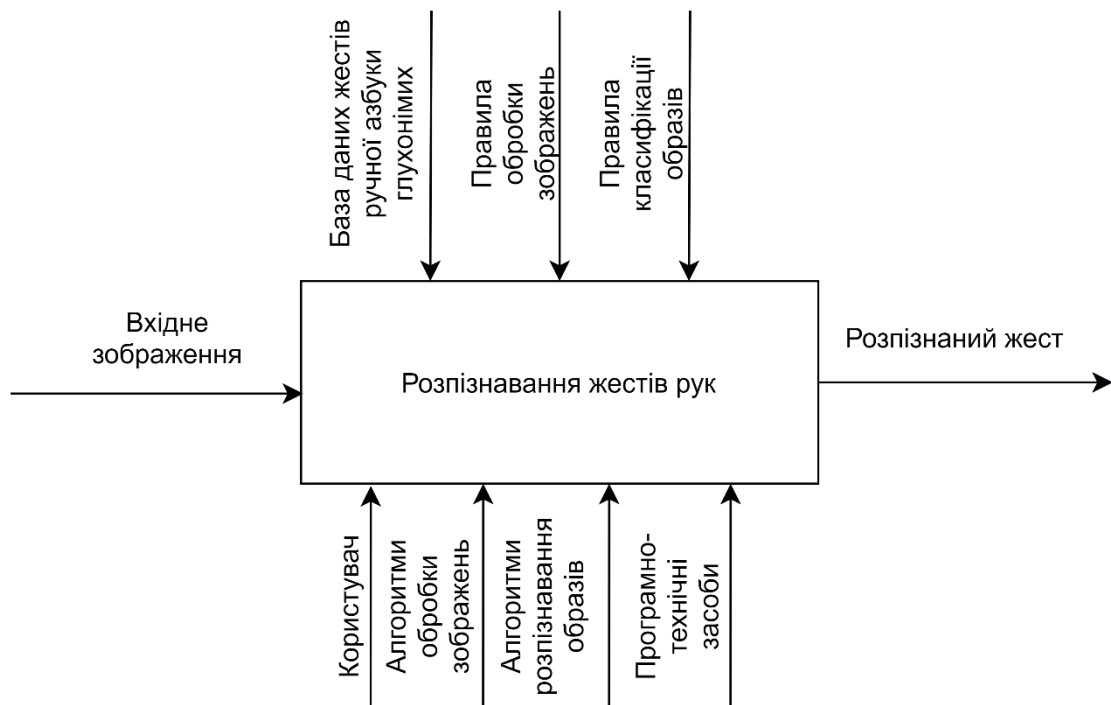 База даних жестів
ручної азбуки
глухонімих
Правила
обробки
зображень
Правила
класифікації
образів
Вхідне
зображення
Розпізнавання жестів рук
Розпізнаний жест
Користувач
Алгоритми
обробки
зображень
Алгоритми
розпізнавання
образів
Програмно-
технічні
засоби